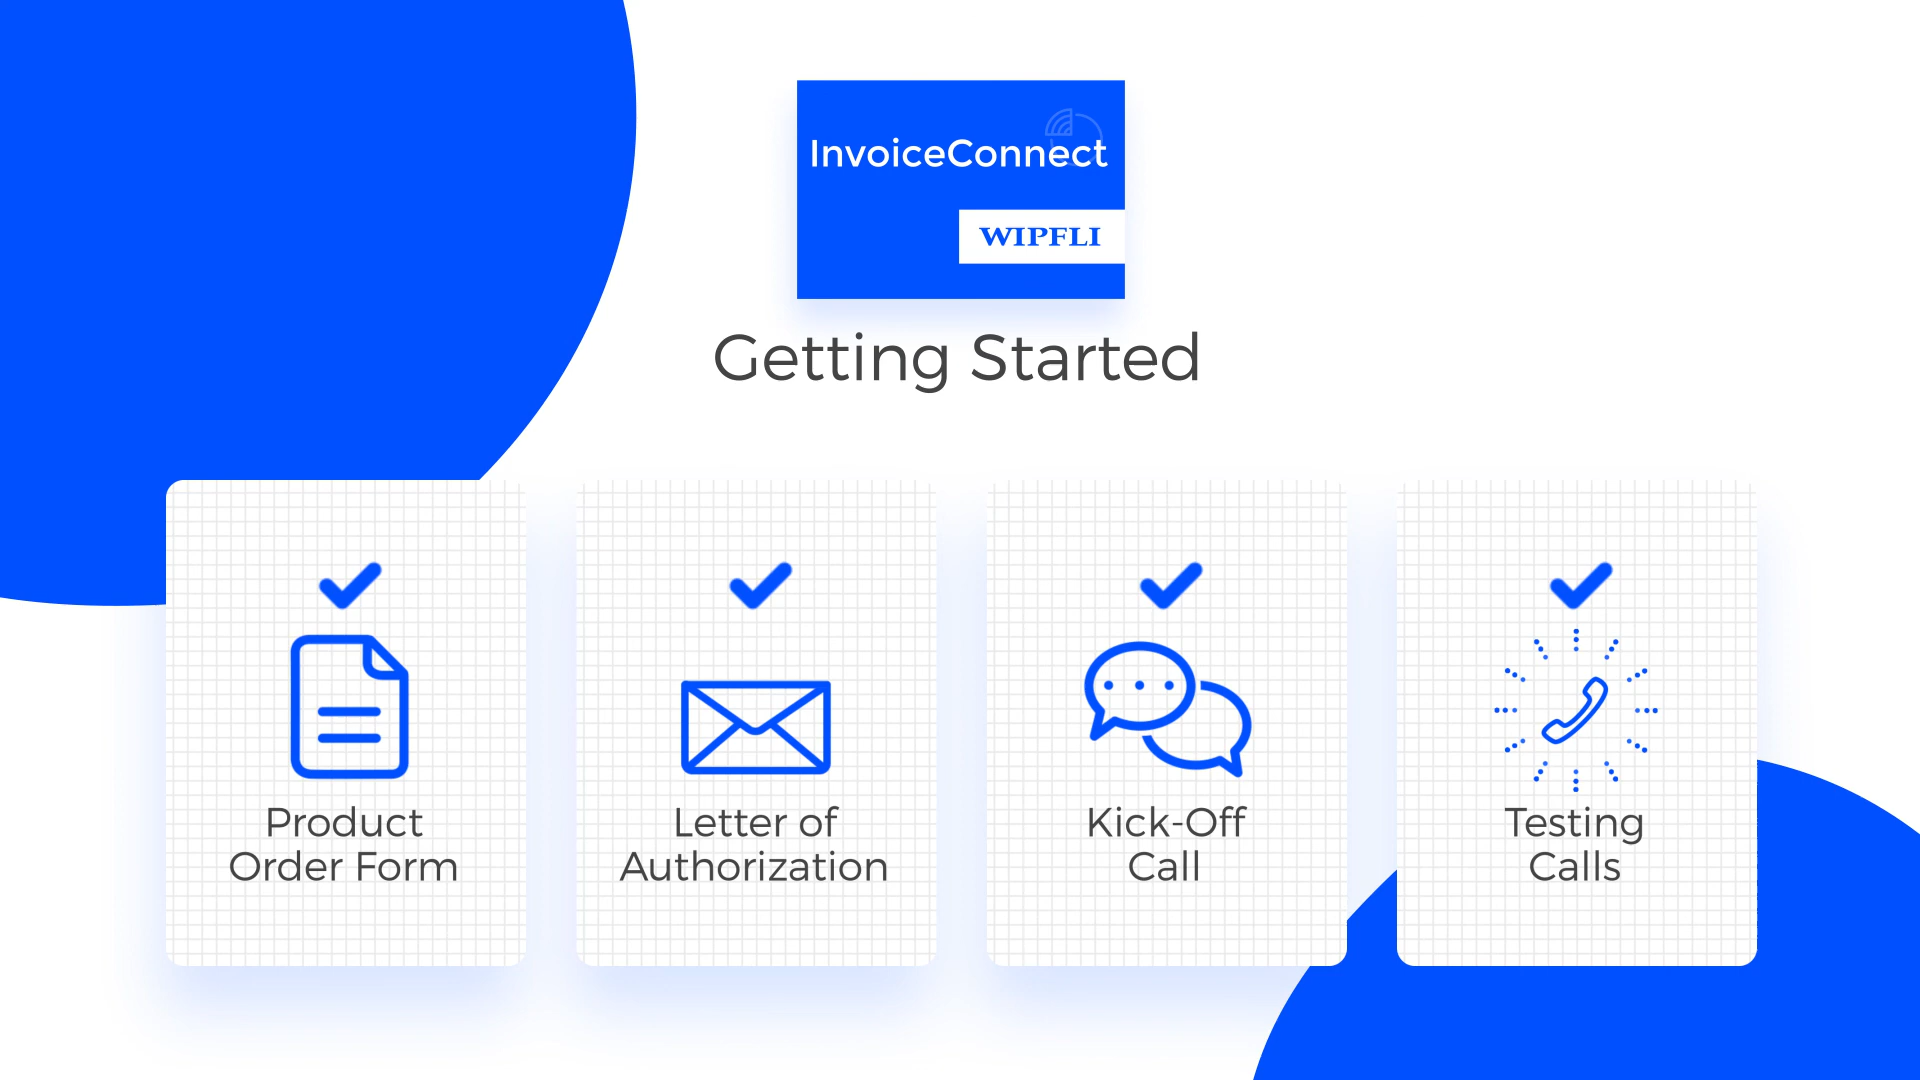 InvoiceConnect
WIPFLI
Getting Started
Product
Order Form
Letter of
Authorization
Kick-Off
Call
Testing
Calls